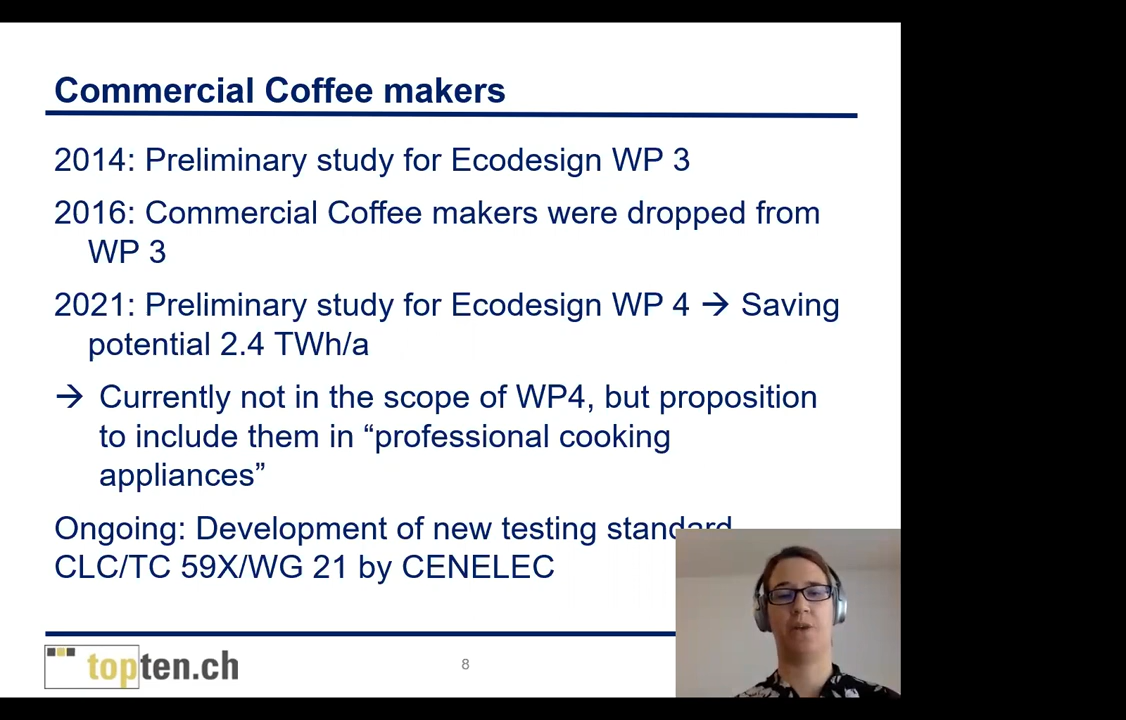 Commercial Coffee makers
2014: Preliminary study for Ecodesign WP 3
2016: Commercial Coffee makers were dropped from
WP 3
2021: Preliminary study for Ecodesign WP 4 → Saving
potential 2.4 TWh/a
→ Currently not in the scope of WP4, but proposition
to include them in “professional cooking
appliances”
Ongoing: Development of new testing standard
CLC/TC 59X/WG 21 by CENELEC
topten.ch
8